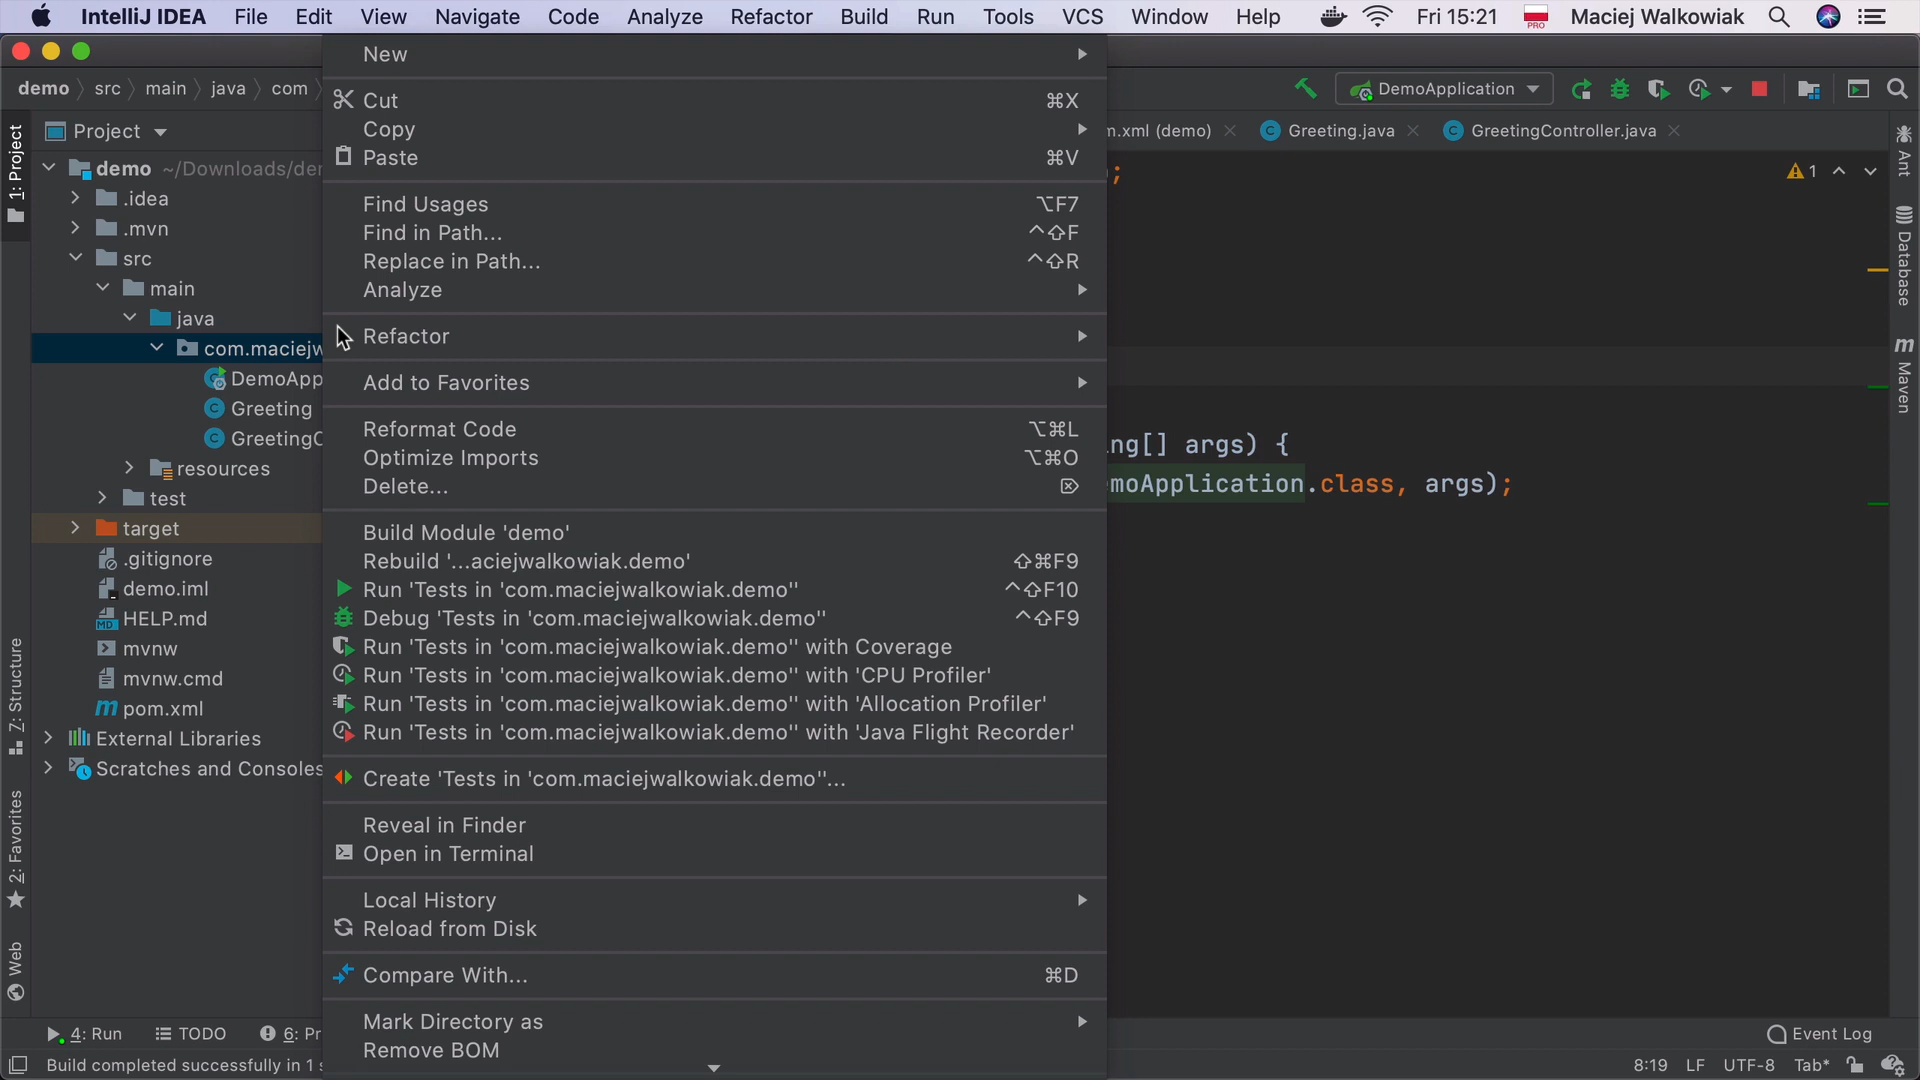 IntelliJ IDEA File Edit View Navigate Code Analyze Refactor Build Run Tools VCS Window Help Fri 15:21 PRO Maciej Walkowiak
demo src main java com DemoApplication
1: Project
Project
m.xml (demo) Greeting.java GreetingController.java
demo ~/Downloads/der
.idea
.mvn
src
main
java
com.maciejw
DemoApp
Greeting
GreetingC
resources
test
target
.gitignore
demo.iml
HELP.md
mvnw
mvnw.cmd
pom.xml
External Libraries
Scratches and Consoles
Z: Structure
2: Favorites
Web
New
Cut ⌘X
Copy
Paste ⌘V
Find Usages ⌥F7
Find in Path... ^⇧F
Replace in Path... ^⇧R
Analyze
Refactor
Add to Favorites
Reformat Code ⌥⌘L
Optimize Imports ⌥⌘O
Delete... ⌦
Build Module 'demo'
Rebuild '...aciejwalkowiak.demo' ⇧⌘F9
Run 'Tests in 'com.maciejwalkowiak.demo'' ^⇧F10
Debug 'Tests in 'com.maciejwalkowiak.demo'' ^⇧F9
Run 'Tests in 'com.maciejwalkowiak.demo'' with Coverage
Run 'Tests in 'com.maciejwalkowiak.demo'' with 'CPU Profiler'
Run 'Tests in 'com.maciejwalkowiak.demo'' with 'Allocation Profiler'
Run 'Tests in 'com.maciejwalkowiak.demo'' with 'Java Flight Recorder'
Create 'Tests in 'com.maciejwalkowiak.demo''...
Reveal in Finder
Open in Terminal
Local History
Reload from Disk
Compare With... ⌘D
Mark Directory as
Remove BOM
;
1
ng[] args) {
moApplication.class, args);
Ant
Database
Maven
4: Run TODO 6: Pr Event Log
Build completed successfully in 1 s 8:19 LF UTF-8 Tab*